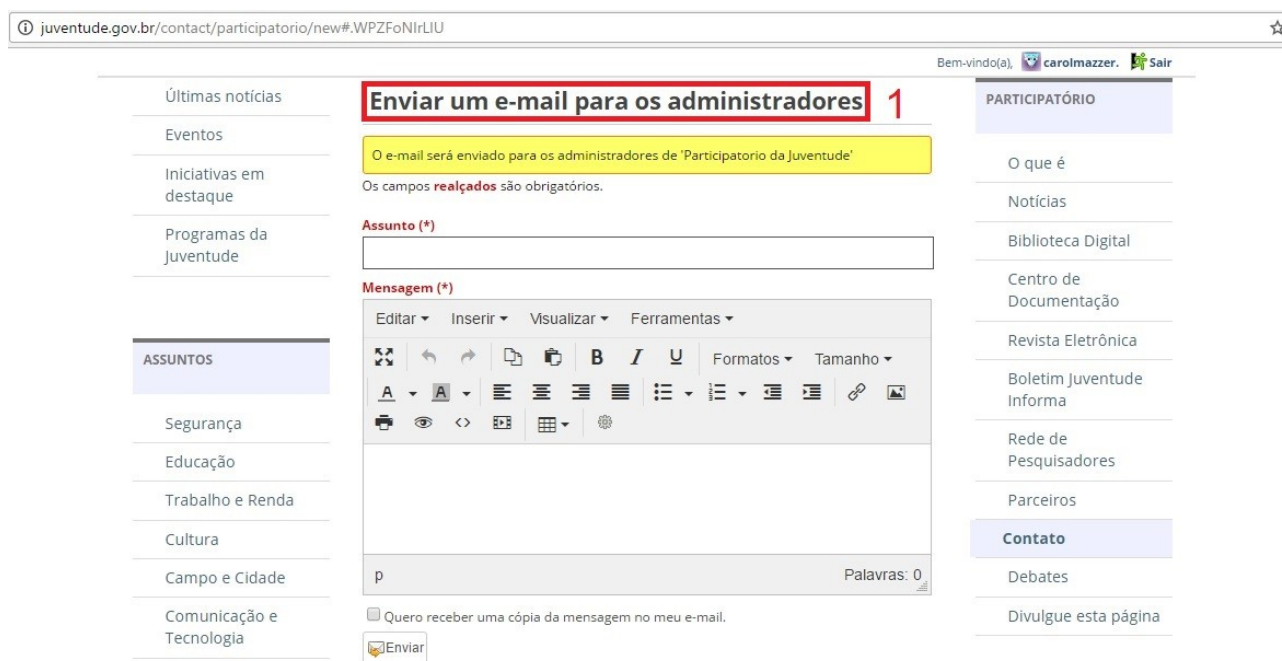 juventude.gov.br/contact/participatorio/new#.WPZFoNIrLIU
Bem-vindo(a), carolmazzer. Sair
Últimas notícias
Eventos
Iniciativas em
destaque
Programas da
Juventude
ASSUNTOS
Segurança
Educação
Trabalho e Renda
Cultura
Campo e Cidade
Comunicação e
Tecnologia
Enviar um e-mail para os administradores 1
O e-mail será enviado para os administradores de 'Participatorio da Juventude'
Os campos realçados são obrigatórios.
Assunto (*)
Mensagem (*)
Editar Inserir Visualizar Ferramentas
B I U Formatos Tamanho
A A
p Palavras: 0
Quero receber uma cópia da mensagem no meu e-mail.
Enviar
PARTICIPATÓRIO
O que é
Notícias
Biblioteca Digital
Centro de
Documentação
Revista Eletrônica
Boletim Juventude
Informa
Rede de
Pesquisadores
Parceiros
Contato
Debates
Divulgue esta página